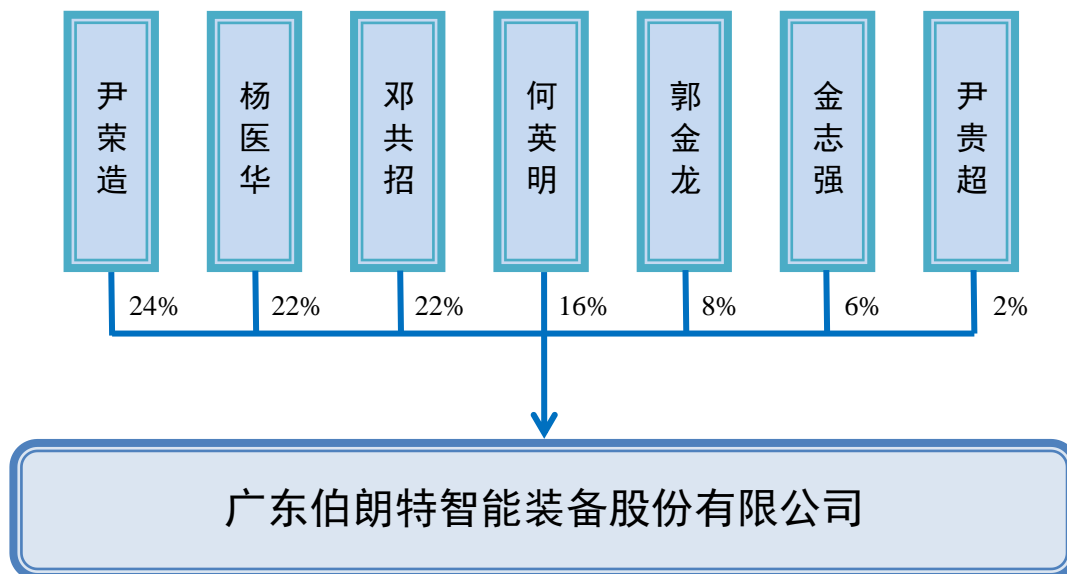 尹荣造
杨医华
邓共招
何英明
郭金龙
金志强
尹贵超
24%
22%
22%
16%
8%
6%
2%
广东伯朗特智能装备股份有限公司